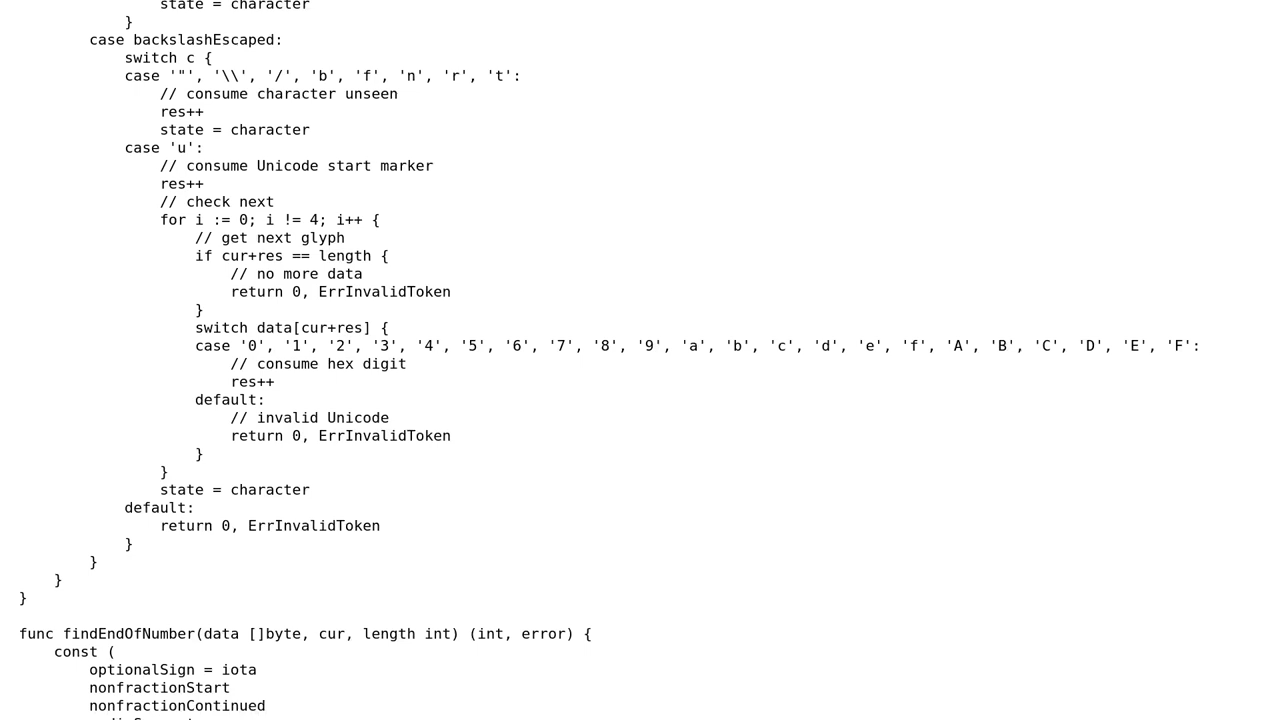 state = character
            }
        case backslashEscaped:
            switch c {
            case '"', '\\', '/', 'b', 'f', 'n', 'r', 't':
                // consume character unseen
                res++
                state = character
            case 'u':
                // consume Unicode start marker
                res++
                // check next
                for i := 0; i != 4; i++ {
                    // get next glyph
                    if cur+res == length {
                        // no more data
                        return 0, ErrInvalidToken
                    }
                    switch data[cur+res] {
                    case '0', '1', '2', '3', '4', '5', '6', '7', '8', '9', 'a', 'b', 'c', 'd', 'e', 'f', 'A', 'B', 'C', 'D', 'E', 'F':
                        // consume hex digit
                        res++
                    default:
                        // invalid Unicode
                        return 0, ErrInvalidToken
                    }
                }
                state = character
            default:
                return 0, ErrInvalidToken
            }
        }
    }
}

func findEndOfNumber(data []byte, cur, length int) (int, error) {
    const (
        optionalSign = iota
        nonfractionStart
        nonfractionContinued